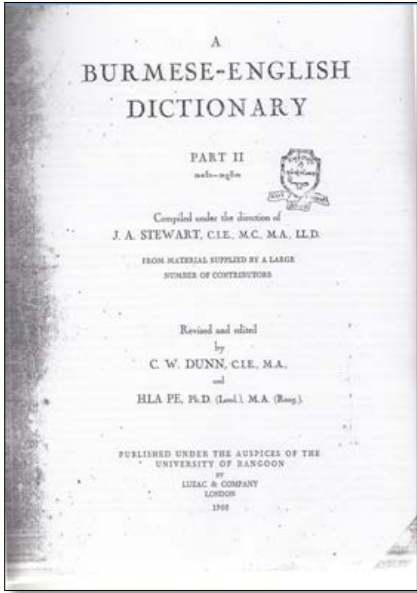 A
BURMESE-ENGLISH
DICTIONARY
PART II
Compiled under the direction of
J. A. STEWART, C.I.E., M.C., M.A., LL.D.
FROM MATERIAL SUPPLIED BY A LARGE
NUMBER OF CONTRIBUTORS
Revised and edited
by
C. W. DUNN, C.I.E., M.A.,
and
HLA PE, Ph.D. (Lond.), M.A. (Rang.).
PUBLISHED UNDER THE AUSPICES OF THE
UNIVERSITY OF RANGOON
BY
LUZAC & COMPANY
LONDON